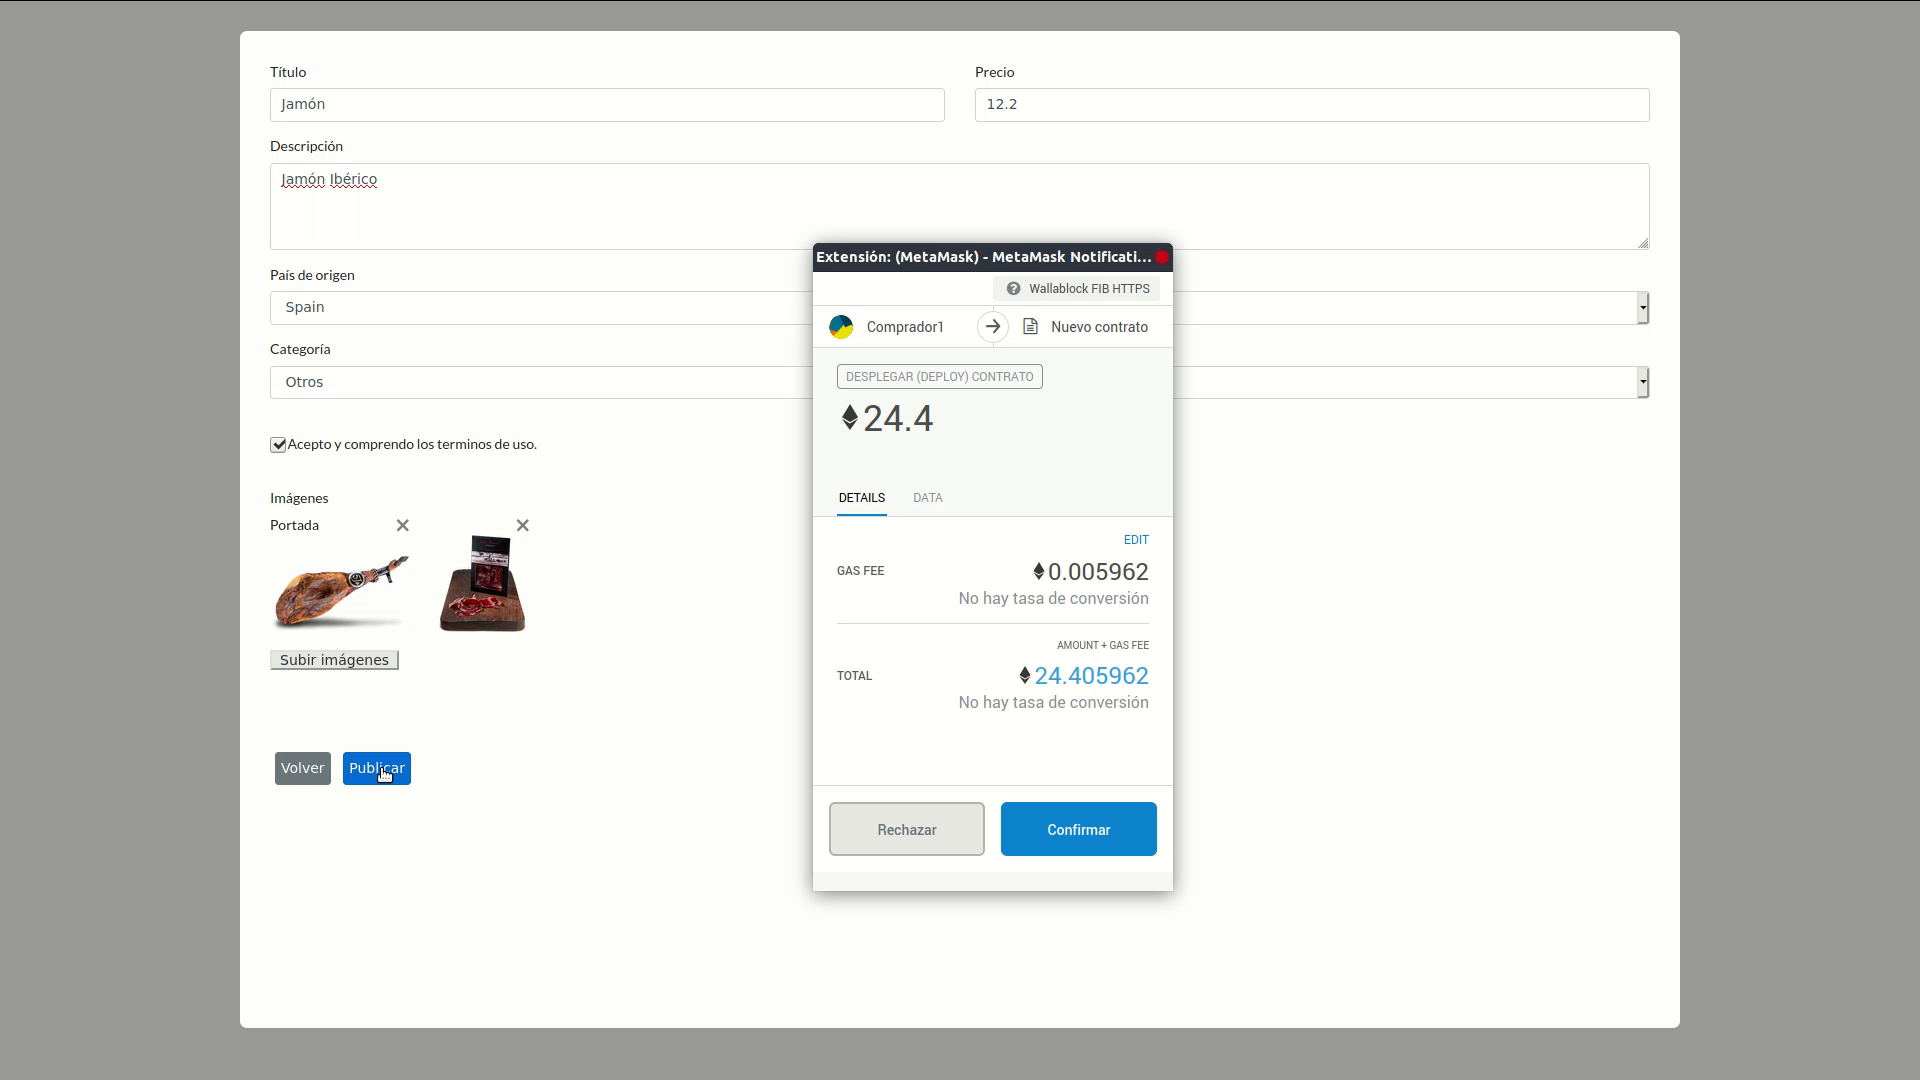 Título
Jamón
Precio
12.2
Descripción
Jamón Ibérico
País de origen
Spain
Categoría
Otros
Acepto y comprendo los terminos de uso.
Imágenes
Portada
Subir imágenes
Volver
Publicar
Extensión: (MetaMask) - MetaMask Notificati...
Wallablock FIB HTTPS
Comprador1
Nuevo contrato
DESPLEGAR (DEPLOY) CONTRATO
24.4
DETAILS
DATA
EDIT
GAS FEE
0.005962
No hay tasa de conversión
AMOUNT + GAS FEE
TOTAL
24.405962
No hay tasa de conversión
Rechazar
Confirmar